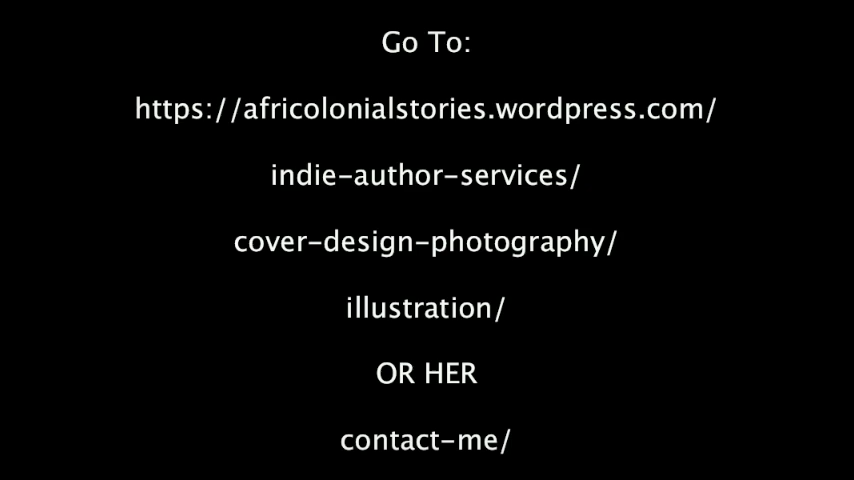 Go To:
https://africolonialstories.wordpress.com/
indie-author-services/
cover-design-photography/
illustration/
OR HER
contact-me/